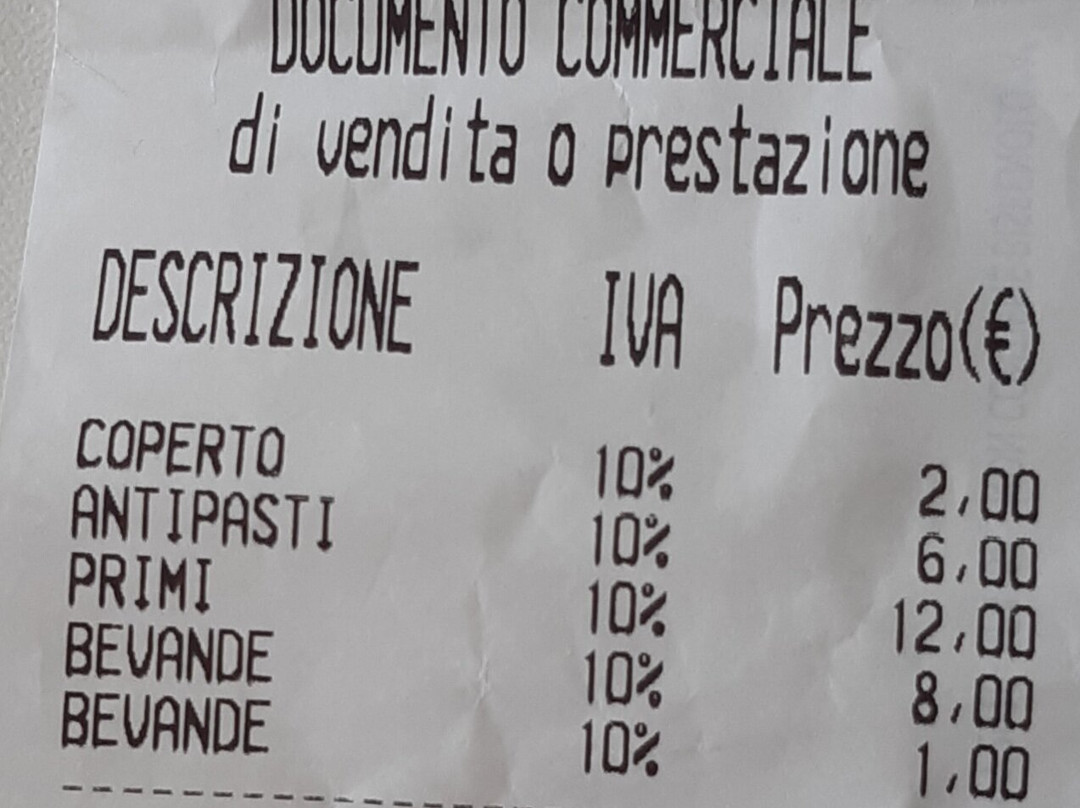 DOCUMENTO COMMERCIALE
di vendita o prestazione
DESCRIZIONE IVA Prezzo(€)
COPERTO 10% 2,00
ANTIPASTI 10% 6,00
PRIMI 10% 12,00
BEVANDE 10% 8,00
BEVANDE 10% 1,00